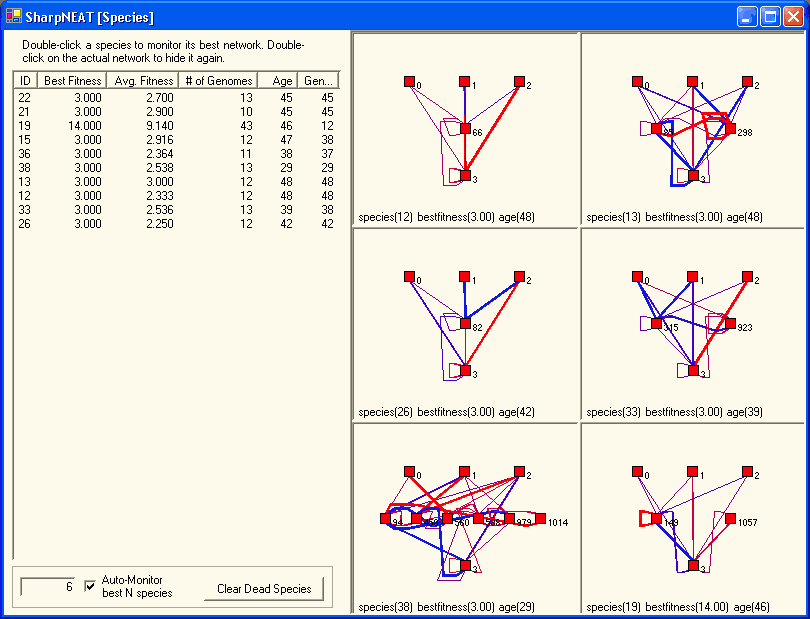 SharpNEAT [Species]
Double-click a species to monitor its best network. Double-
click on the actual network to hide it again.
ID Best Fitness Avg. Fitness # of Genomes Age Gen...
22 3.000 2.700 13 45 45
21 3.000 2.900 10 45 45
19 14.000 9.140 43 46 12
15 3.000 2.916 12 47 38
36 3.000 2.364 11 38 37
38 3.000 2.538 13 29 29
13 3.000 3.000 12 48 48
12 3.000 2.333 12 48 48
33 3.000 2.536 13 39 38
26 3.000 2.250 12 42 42
6
Auto-Monitor
best N species
Clear Dead Species
0 1 2
66
3
species(12) bestfitness(3.00) age(48)
0 1 2
298
3
species(13) bestfitness(3.00) age(48)
0 1 2
82
3
species(26) bestfitness(3.00) age(42)
0 1 2
315 923
3
species(33) bestfitness(3.00) age(39)
0 1 2
94 560 979 1014
3
species(38) bestfitness(3.00) age(29)
0 1 2
149 1057
3
species(19) bestfitness(14.00) age(46)